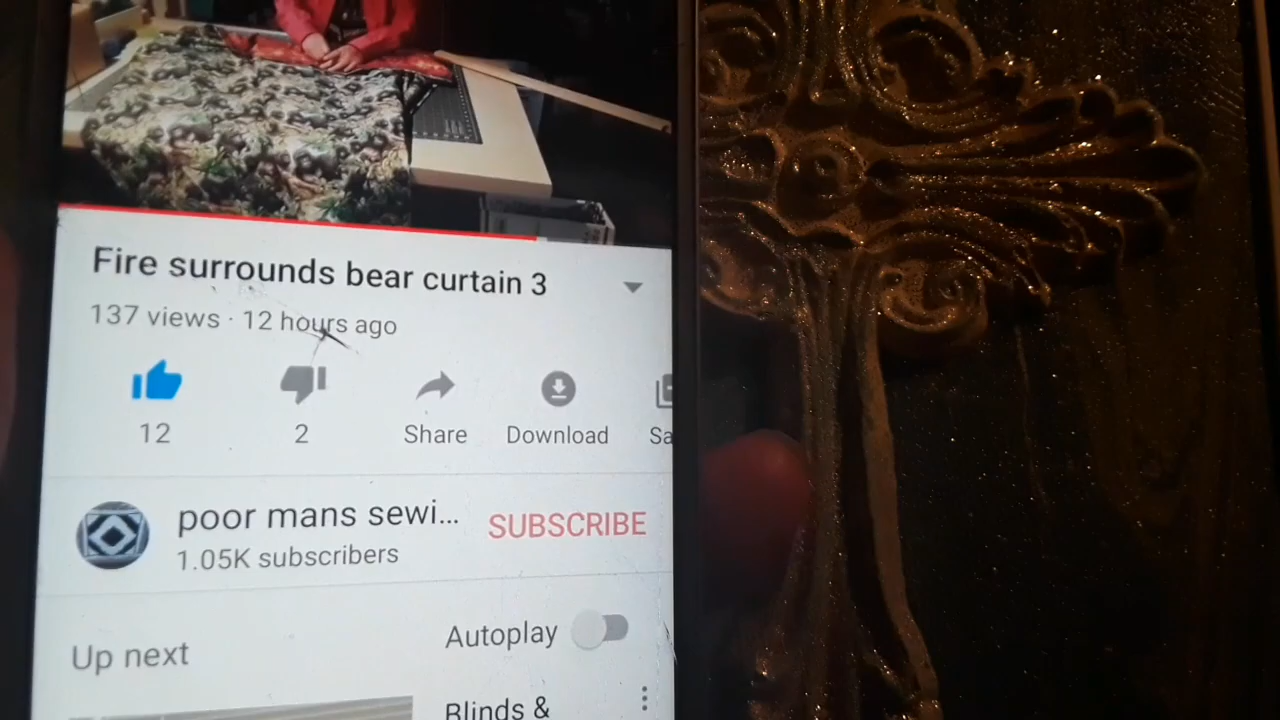 Fire surrounds bear curtain 3
137 views · 12 hours ago
12
2
Share
Download
Sa
poor mans sewi...
SUBSCRIBE
1.05K subscribers
Autoplay
Up next
Blinds &